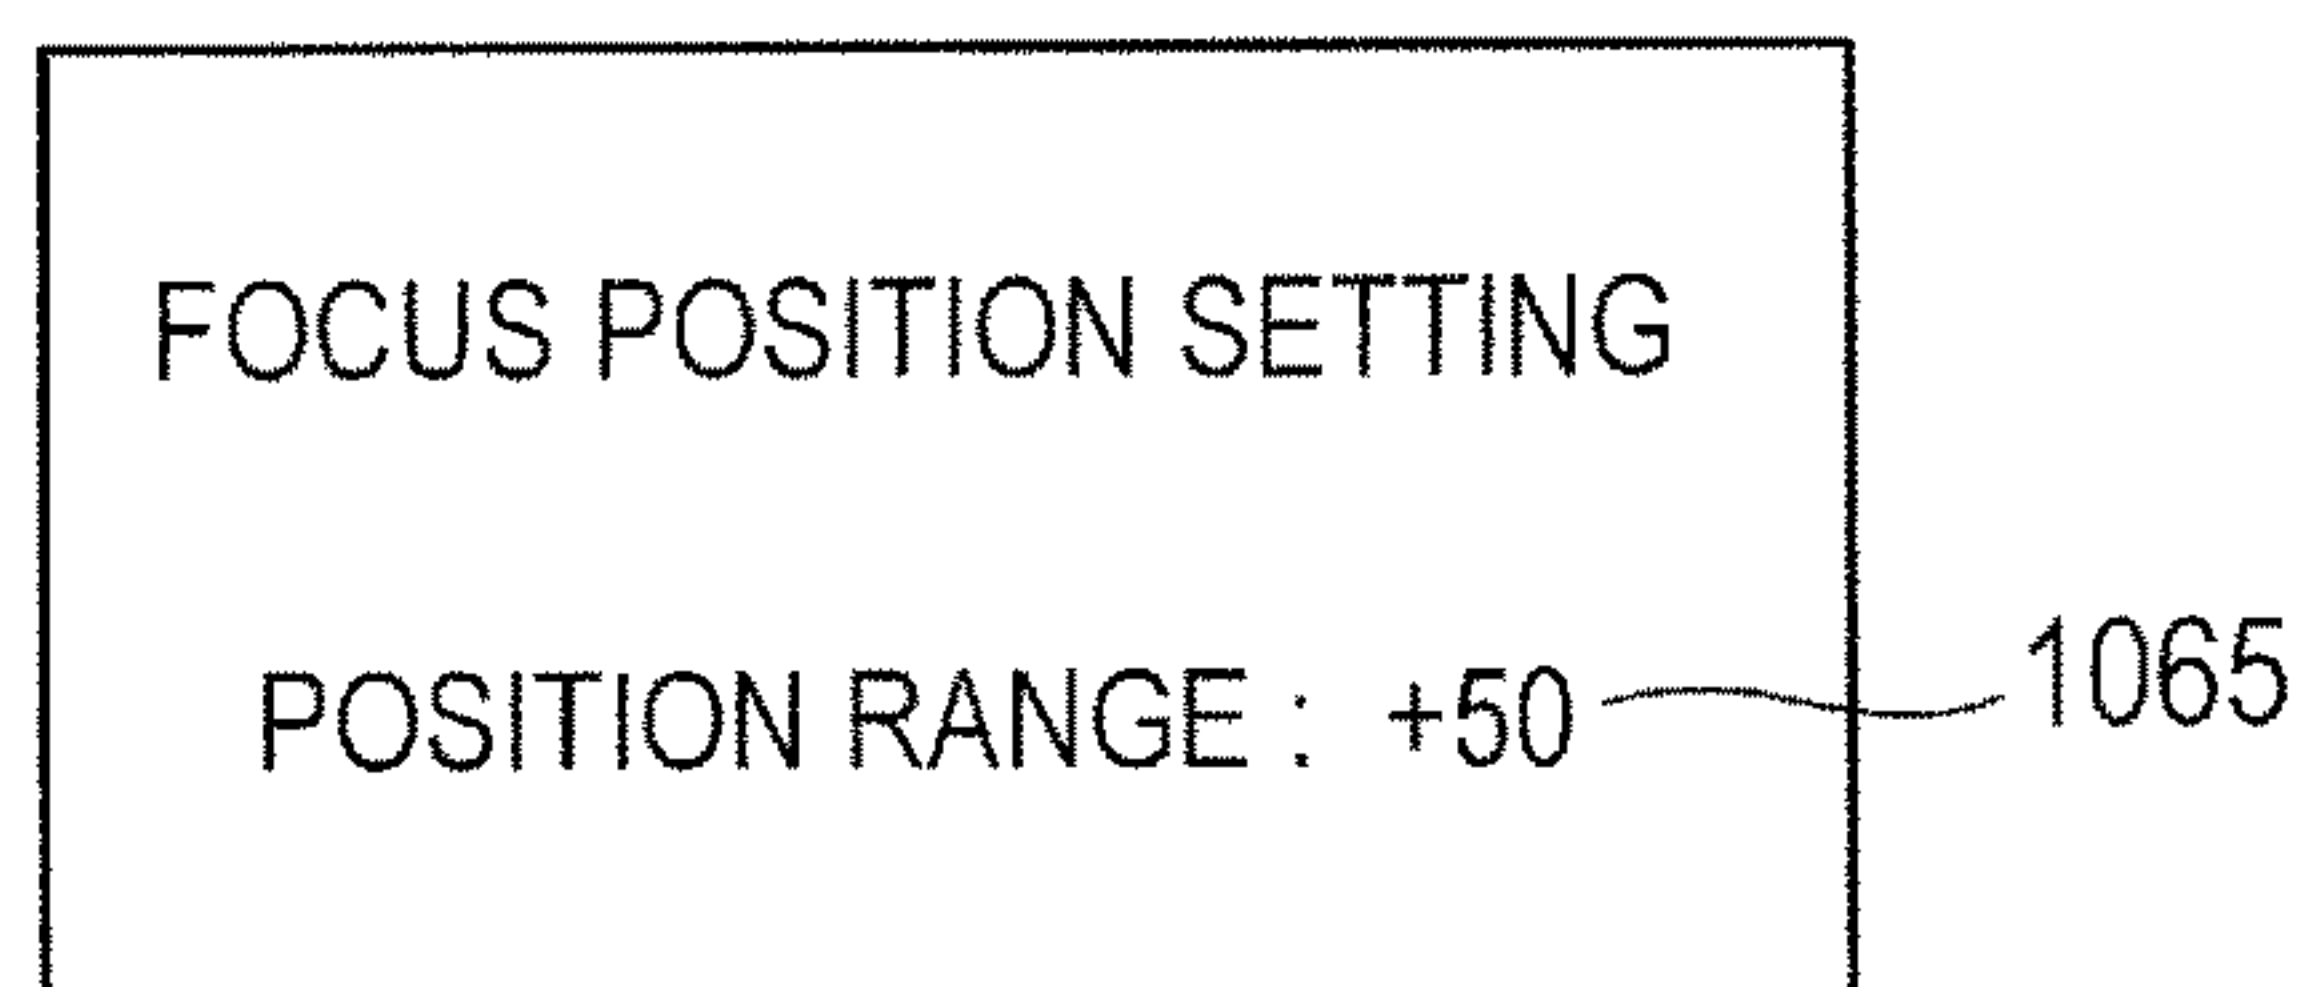 FOCUS POSITION SETTING
POSITION RANGE : +50
1065